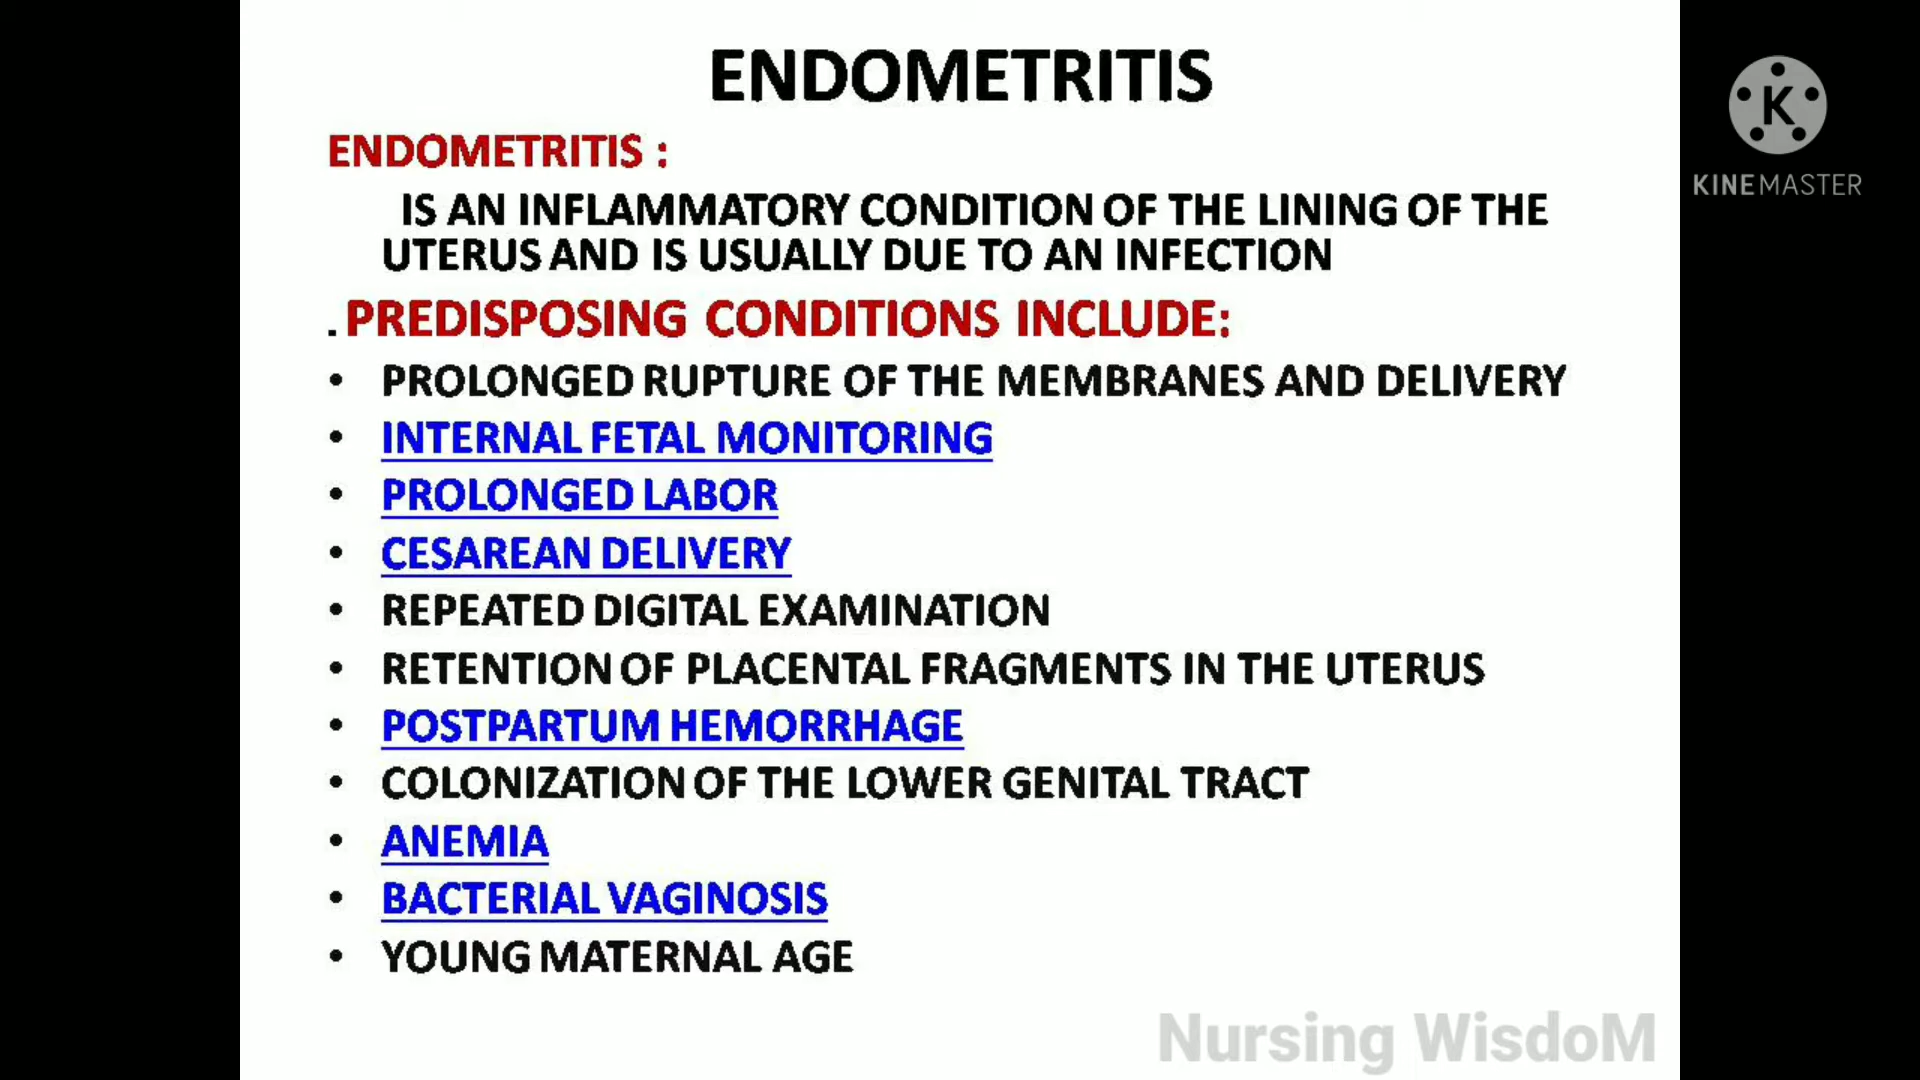 ENDOMETRITIS
ENDOMETRITIS :
IS AN INFLAMMATORY CONDITION OF THE LINING OF THE
UTERUS AND IS USUALLY DUE TO AN INFECTION
. PREDISPOSING CONDITIONS INCLUDE:
• PROLONGED RUPTURE OF THE MEMBRANES AND DELIVERY
• INTERNAL FETAL MONITORING
• PROLONGED LABOR
• CESAREAN DELIVERY
• REPEATED DIGITAL EXAMINATION
• RETENTION OF PLACENTAL FRAGMENTS IN THE UTERUS
• POSTPARTUM HEMORRHAGE
• COLONIZATION OF THE LOWER GENITAL TRACT
• ANEMIA
• BACTERIAL VAGINOSIS
• YOUNG MATERNAL AGE
Nursing WisdoM
K
KINEMASTER